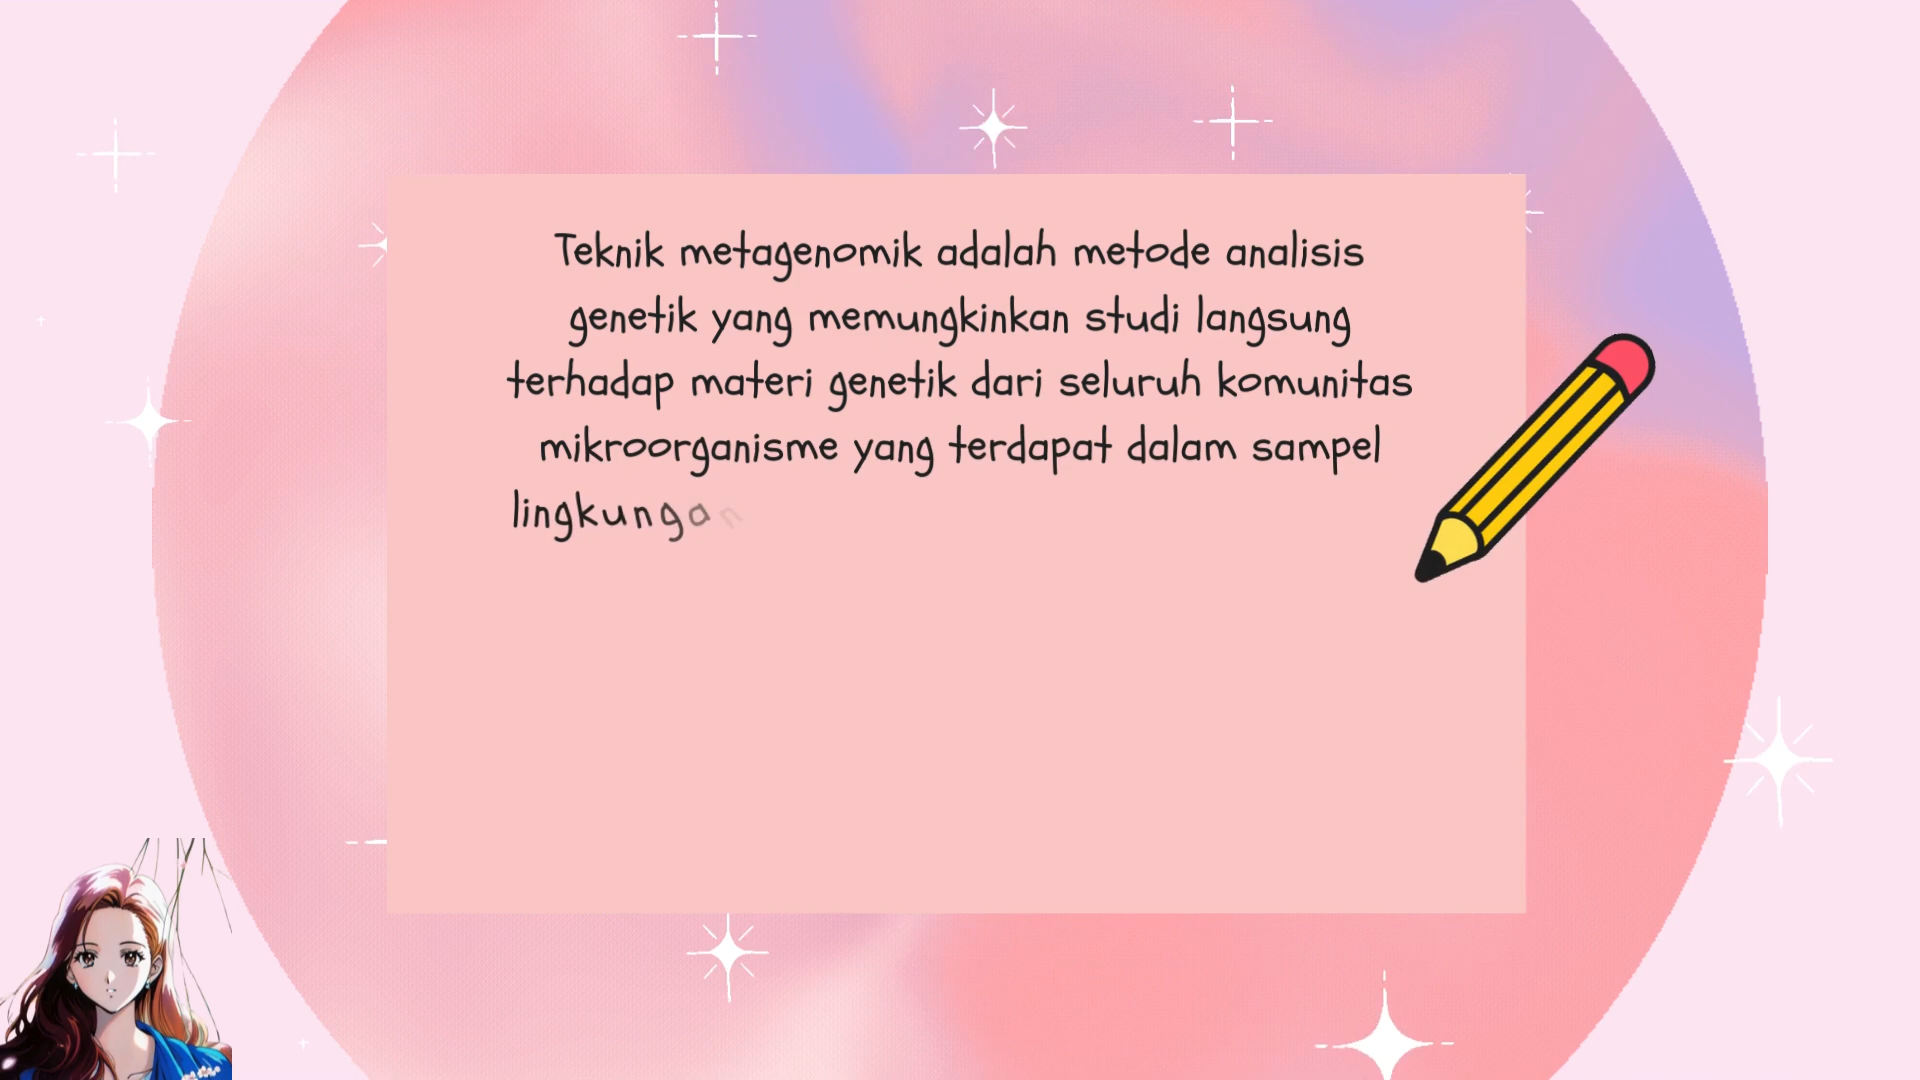 Teknik metagenomik adalah metode analisis
genetik yang memungkinkan studi langsung
terhadap materi genetik dari seluruh komunitas
mikroorganisme yang terdapat dalam sampel
lingkungan